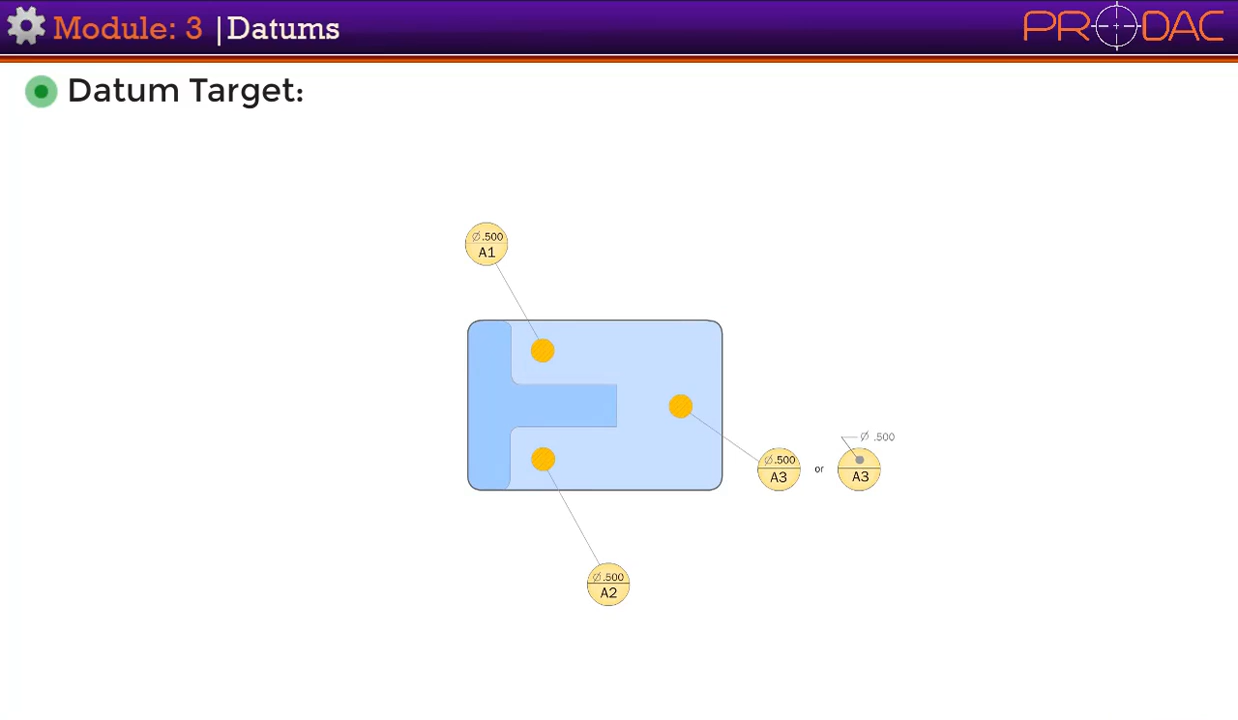 Module: 3 |Datums
PRODAC
Datum Target:
∅.500
A1
∅ .500
∅.500
A3
or
A3
∅.500
A2